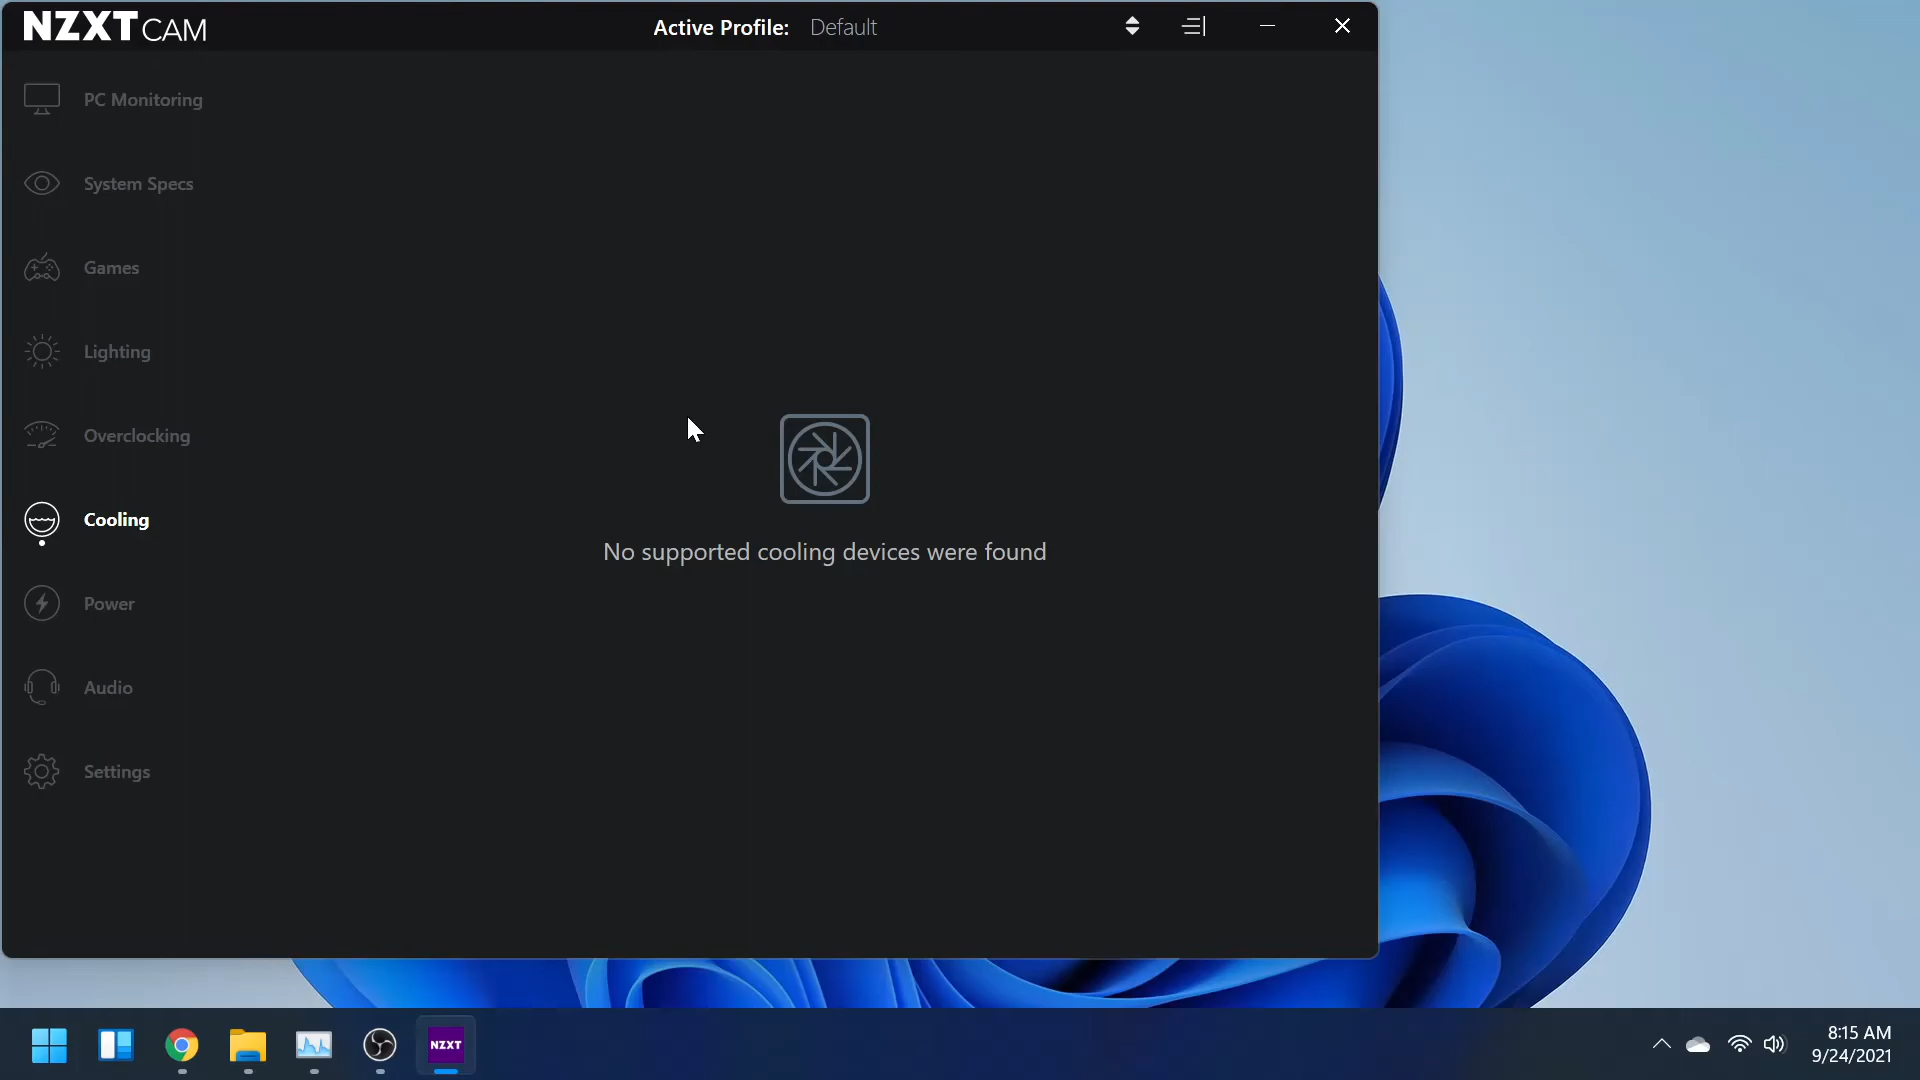 NZXT CAM
Active Profile: Default
PC Monitoring
System Specs
Games
Lighting
Overclocking
Cooling
Power
Audio
Settings
No supported cooling devices were found
NZXT
8:15 AM
9/24/2021